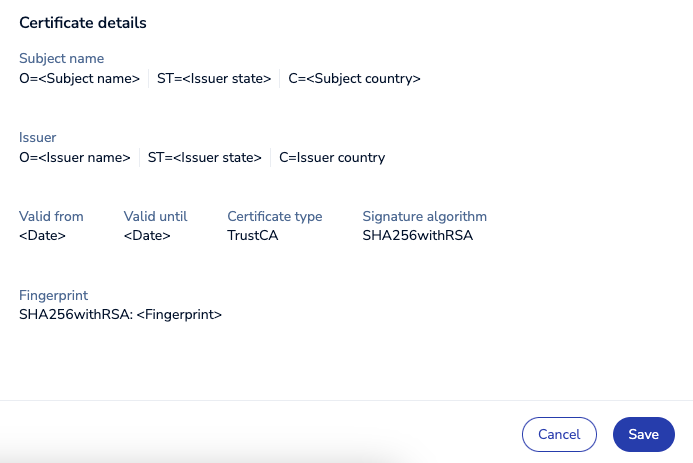 Certificate details
Subject name
O=<Subject name> ST=<Issuer state> C=<Subject country>
Issuer
O=<Issuer name> ST=<Issuer state> C=Issuer country
Valid from Valid until Certificate type Signature algorithm
<Date> <Date> TrustCA SHA256withRSA
Fingerprint
SHA256withRSA: <Fingerprint>
Cancel Save